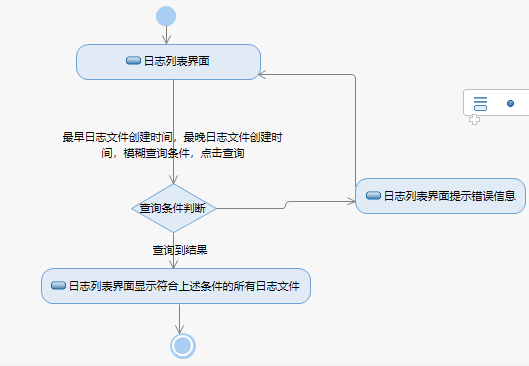 日志列表界面
最早日志文件创建时间，最晚日志文件创建时
间，模糊查询条件，点击查询
查询条件判断
日志列表界面提示错误信息
查询到结果
日志列表界面显示符合上述条件的所有日志文件